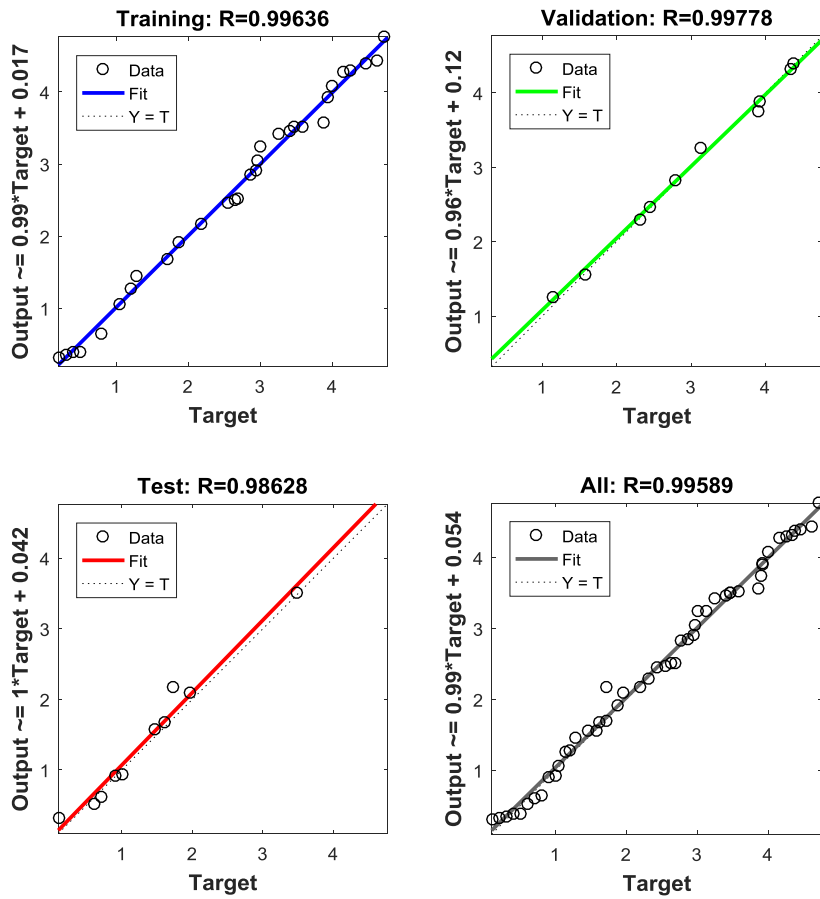 Training: R=0.99636
Output ~= 0.99*Target + 0.017
Data
Fit
Y = T
4
3
2
1
1 2 3 4
Target
Validation: R=0.99778
Output ~= 0.96*Target + 0.12
Data
Fit
Y = T
4
3
2
1
1 2 3 4
Target
Test: R=0.98628
Output ~= 1*Target + 0.042
Data
Fit
Y = T
4
3
2
1
1 2 3 4
Target
All: R=0.99589
Output ~= 0.99*Target + 0.054
Data
Fit
Y = T
4
3
2
1
1 2 3 4
Target